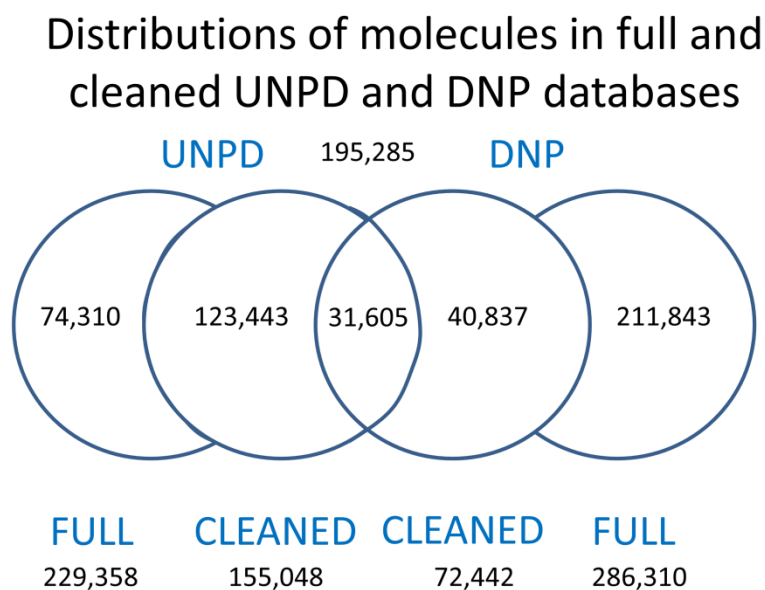 Distributions of molecules in full and
cleaned UNPD and DNP databases
UNPD 195,285 DNP
74,310 123,443 31,605 40,837 211,843
FULL CLEANED CLEANED FULL
229,358 155,048 72,442 286,310